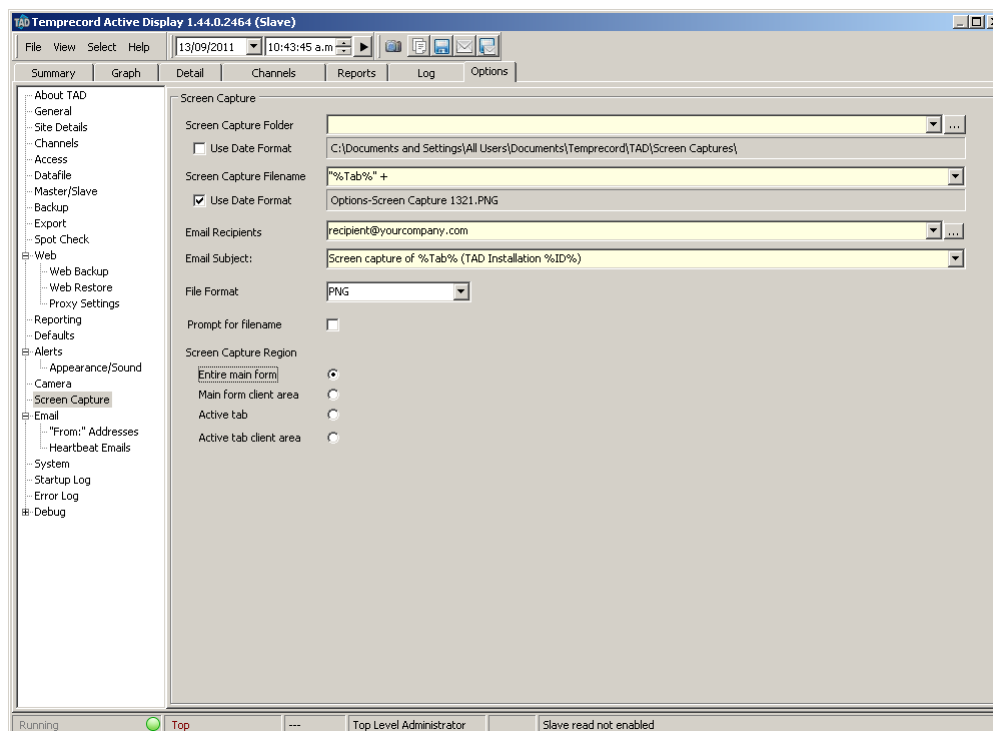 TAD Temprecord Active Display 1.44.0.2464 (Slave)
File View Select Help
13/09/2011 10:43:45 a.m
Summary Graph Detail Channels Reports Log Options
About TAD
General
Site Details
Channels
Access
Datafile
Master/Slave
Backup
Export
Spot Check
Web
Web Backup
Web Restore
Proxy Settings
Reporting
Defaults
Alerts
Appearance/Sound
Camera
Screen Capture
Email
"From:" Addresses
Heartbeat Emails
System
Startup Log
Error Log
Debug
Screen Capture
Screen Capture Folder
...
Use Date Format C:\Documents and Settings\All Users\Documents\Temprecord\TAD\Screen Captures\
Screen Capture Filename "%Tab%" +
Use Date Format Options-Screen Capture 1321.PNG
Email Recipients recipient@yourcompany.com ...
Email Subject: Screen capture of %Tab% (TAD Installation %ID%)
File Format PNG
Prompt for filename
Screen Capture Region
Entire main form
Main form client area
Active tab
Active tab client area
Running Top --- Top Level Administrator Slave read not enabled